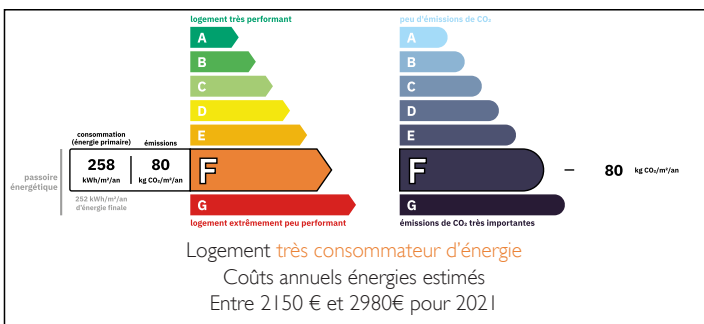 logement très performant
A
B
C
D
E
consommation
(énergie primaire)
émissions
passoire
énergétique
258
kWh/m²/an
80
kg CO₂/m²/an
F
252 kWh/m²/an
d'énergie finale
G
logement extrêmement peu performant
peu d'émissions de CO₂
A
B
C
D
E
F
80 kg CO₂/m²/an
G
émissions de CO₂ très importantes
Logement très consommateur d'énergie
Coûts annuels énergies estimés
Entre 2150 € et 2980€ pour 2021